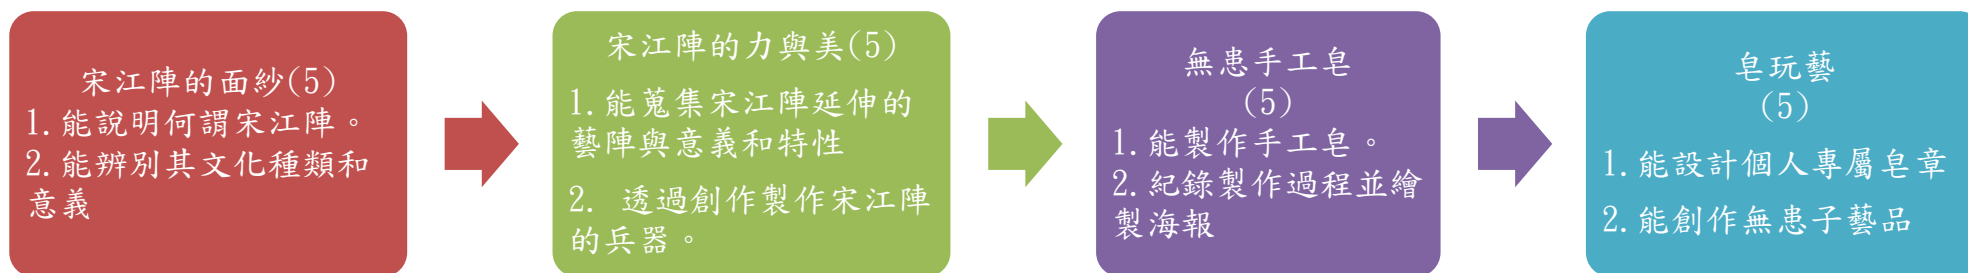 宋江陣的面紗(5)
1.能說明何謂宋江陣。
2.能辨別其文化種類和
意義
宋江陣的力與美(5)
1.能蒐集宋江陣延伸的
藝陣與意義和特性
2. 透過創作製作宋江陣
的兵器。
無患手工皂
(5)
1.能製作手工皂。
2.紀錄製作過程並繪
製海報
皂玩藝
(5)
1.能設計個人專屬皂章
2.能創作無患子藝品